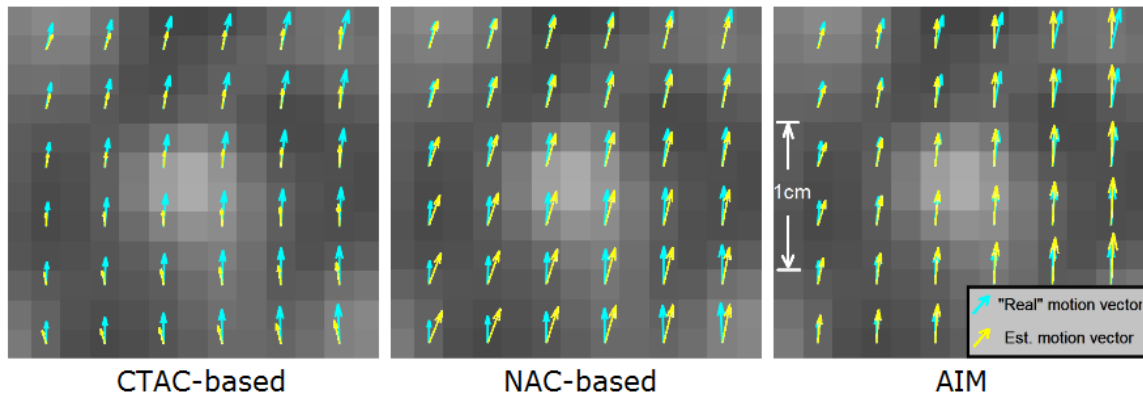 1cm
"Real" motion vector
Est. motion vector
CTAC-based
NAC-based
AIM